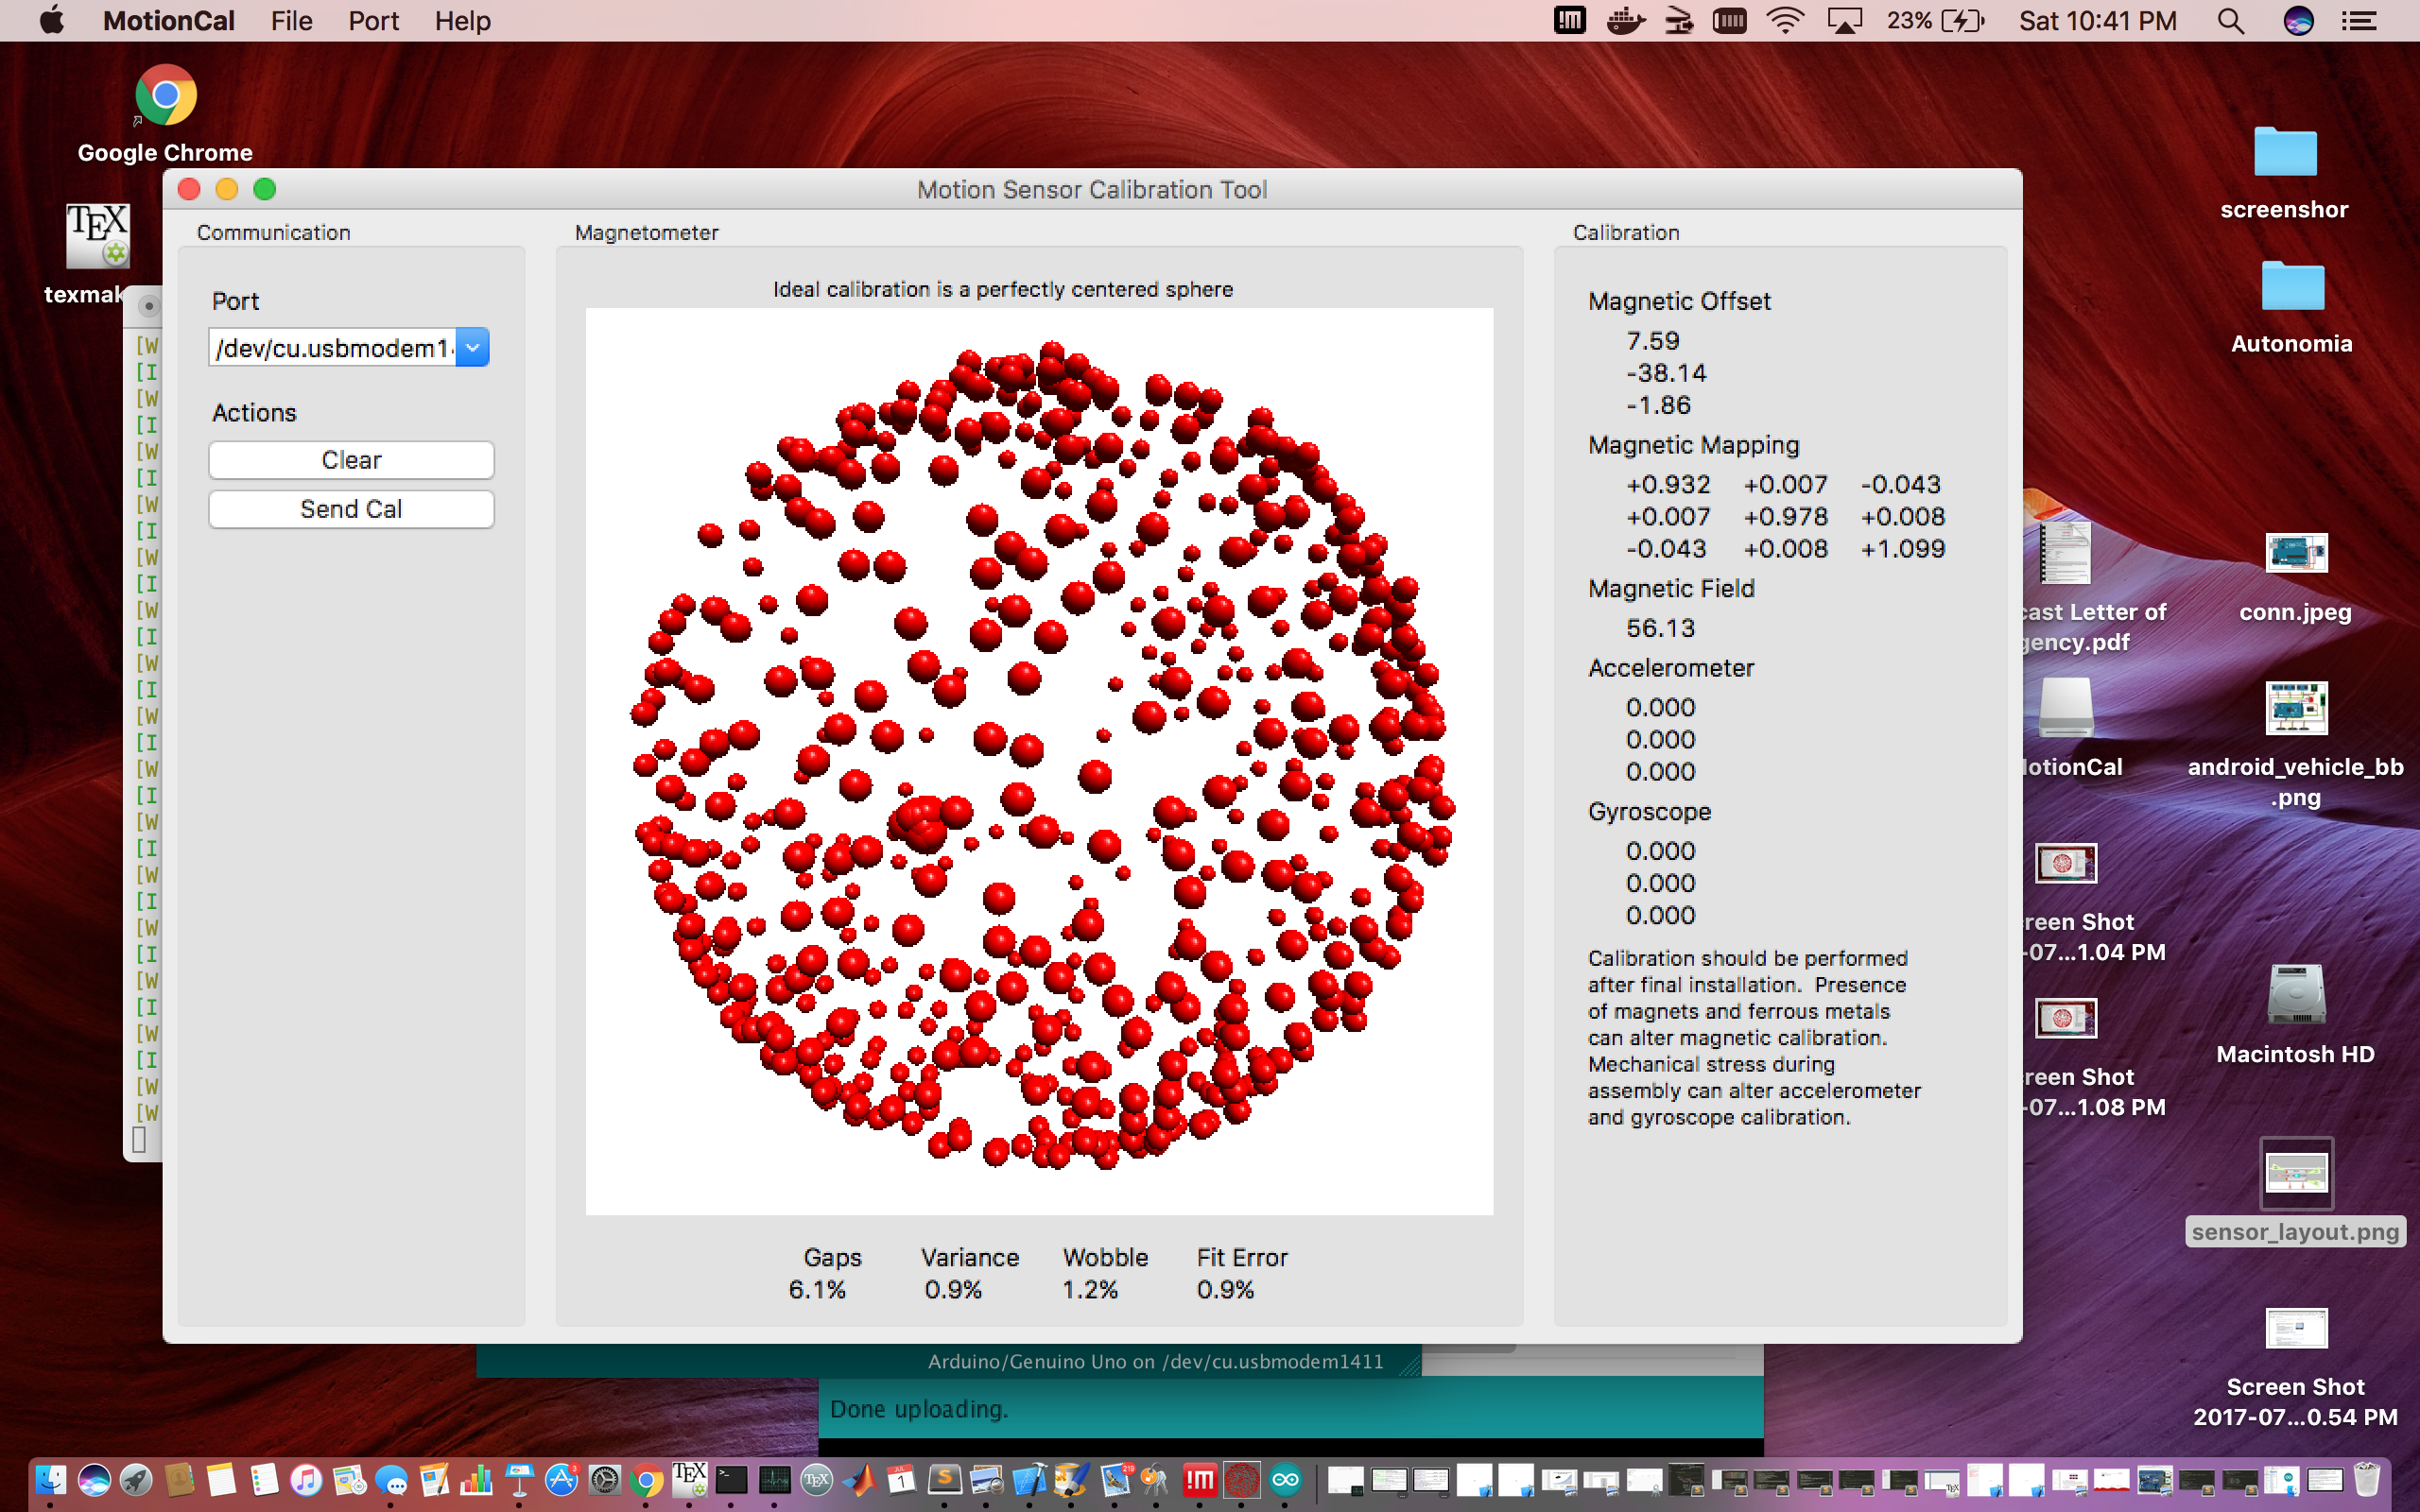 MotionCal File Port Help
23% Sat 10:41 PM
Google Chrome
TEX
texmak
screenshor
Autonomia
Motion Sensor Calibration Tool
Communication
Port
/dev/cu.usbmodem1
Actions
Clear
Send Cal
Magnetometer
Ideal calibration is a perfectly centered sphere
Gaps Variance Wobble Fit Error
6.1% 0.9% 1.2% 0.9%
Calibration
Magnetic Offset
7.59
-38.14
-1.86
Magnetic Mapping
+0.932 +0.007 -0.043
+0.007 +0.978 +0.008
-0.043 +0.008 +1.099
Magnetic Field
56.13
Accelerometer
0.000
0.000
0.000
Gyroscope
0.000
0.000
0.000
Calibration should be performed
after final installation. Presence
of magnets and ferrous metals
can alter magnetic calibration.
Mechanical stress during
assembly can alter accelerometer
and gyroscope calibration.
[W
[I
[W
[I
[W
[I
[W
[I
[W
[I
[W
[I
[W
[I
[W
[I
[W
[I
[W
[I
[W
[I
[W
[I
[W
[I
[W
[I
[W
[W
cast Letter of
gency.pdf
conn.jpeg
otionCal
android_vehicle_bb
.png
reen Shot
-07...1.04 PM
reen Shot
-07...1.08 PM
Macintosh HD
sensor_layout.png
Screen Shot
2017-07...0.54 PM
Arduino/Genuino Uno on /dev/cu.usbmodem1411
Done uploading.